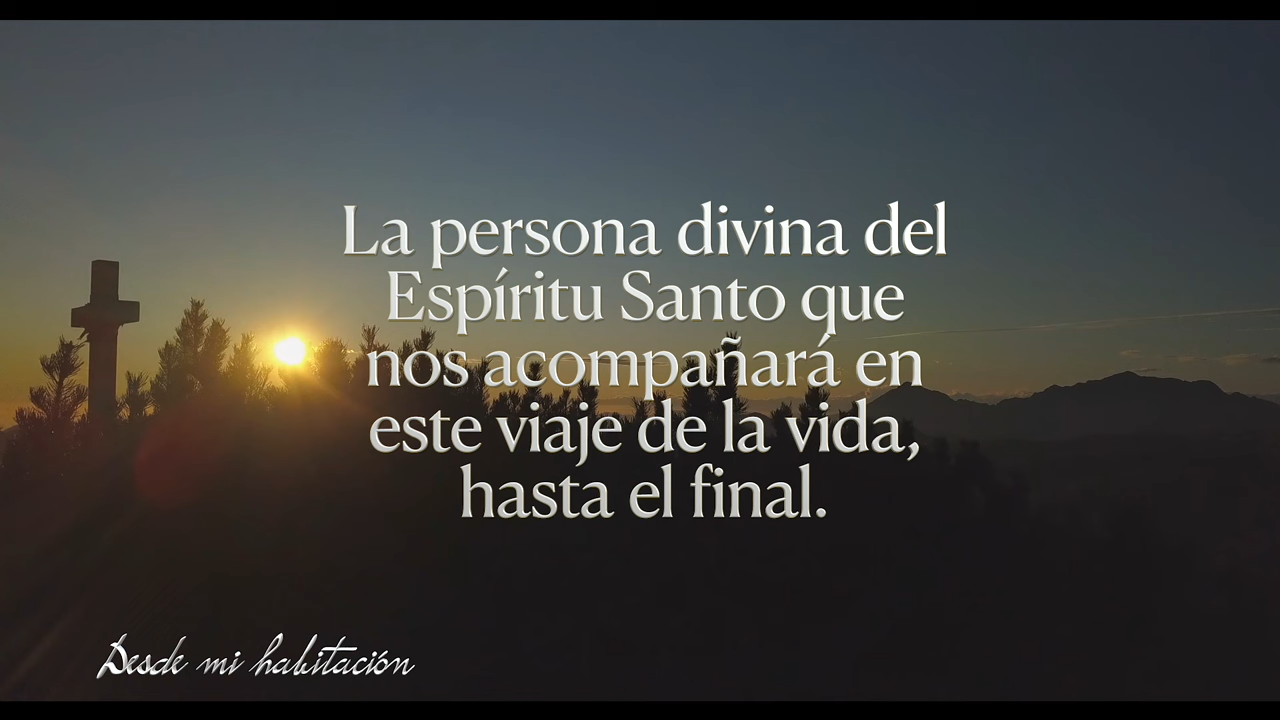 La persona divina del
Espíritu Santo que
nos acompañará en
este viaje de la vida,
hasta el final.
Desde mi habitación